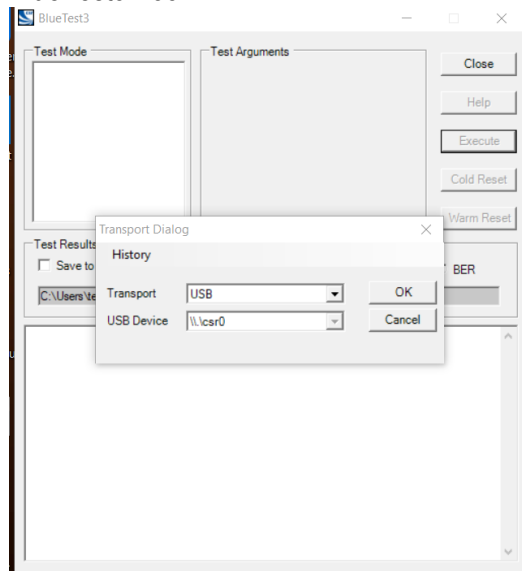 BlueTest3
Test Mode
Test Arguments
Close
Help
Execute
Cold Reset
Warm Reset
Test Results
Save to
BER
C:\Users\te
Transport Dialog
History
Transport USB OK
USB Device \\.\csr0 Cancel